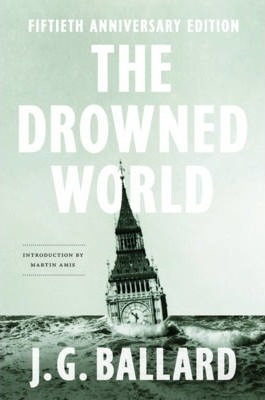 FIFTIETH ANNIVERSARY EDITION
THE
DROWNED
WORLD
INTRODUCTION BY
MARTIN AMIS
J. G. BALLARD